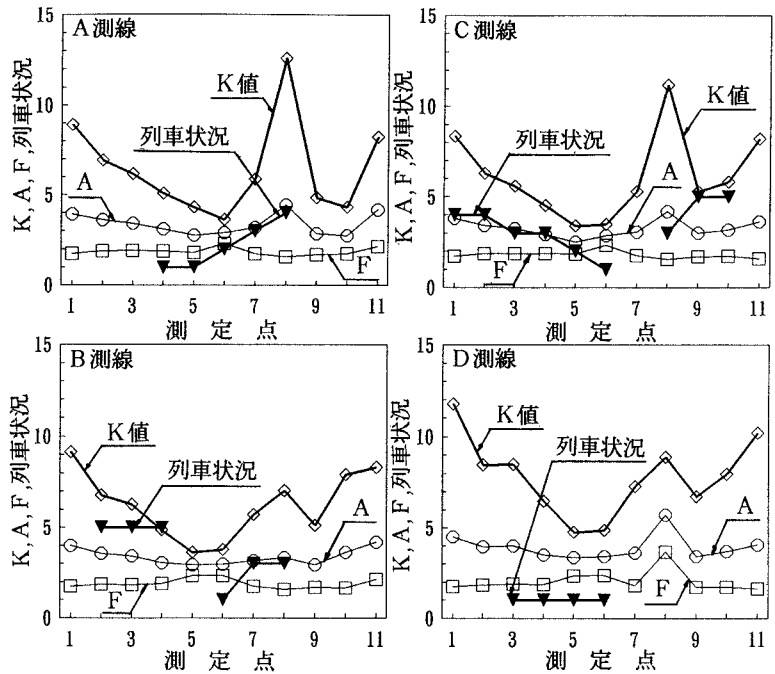 A測線
K, A, F, 列車状況
15
10
5
0
K値
列車状況
A
F
1 3 5 7 9 11
測 定 点
C測線
K, A, F, 列車状況
15
10
5
0
K値
列車状況
A
F
1 3 5 7 9 11
測 定 点
B測線
K, A, F, 列車状況
15
10
5
0
K値
列車状況
A
F
1 3 5 7 9 11
測 定 点
D測線
K, A, F, 列車状況
15
10
5
0
K値
列車状況
A
F
1 3 5 7 9 11
測 定 点